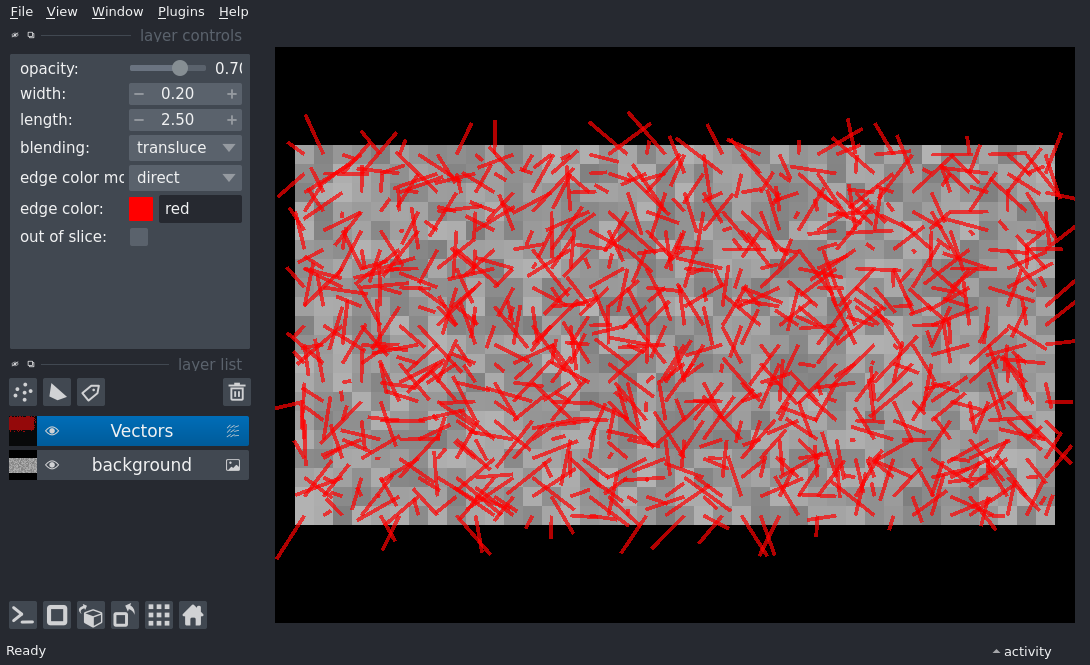 File View Window Plugins Help
layer controls
opacity: 0.70
width: 0.20
length: 2.50
blending: transluce
edge color mo direct
edge color: red
out of slice:
layer list
Vectors
background
Ready
activity